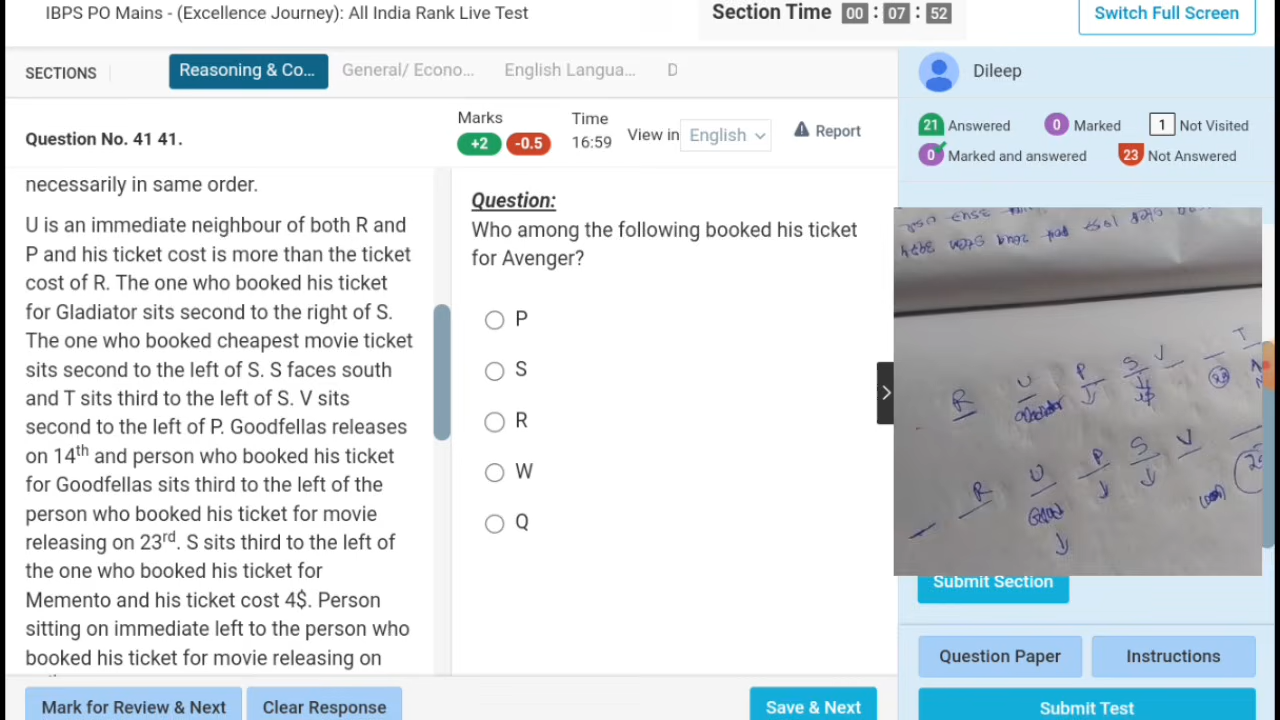 IBPS PO Mains - (Excellence Journey): All India Rank Live Test
Section Time 00 : 07 : 52
Switch Full Screen
SECTIONS
Reasoning & Co...
General/ Econo...
English Langua...
D
Dileep
Question No. 41 41.
Marks
+2 -0.5
Time
16:59
View in English
Report
21 Answered
0 Marked
1 Not Visited
0 Marked and answered
23 Not Answered
necessarily in same order.
U is an immediate neighbour of both R and
P and his ticket cost is more than the ticket
cost of R. The one who booked his ticket
for Gladiator sits second to the right of S.
The one who booked cheapest movie ticket
sits second to the left of S. S faces south
and T sits third to the left of S. V sits
second to the left of P. Goodfellas releases
on 14th and person who booked his ticket
for Goodfellas sits third to the left of the
person who booked his ticket for movie
releasing on 23rd. S sits third to the left of
the one who booked his ticket for
Memento and his ticket cost 4$. Person
sitting on immediate left to the person who
booked his ticket for movie releasing on
Question:
Who among the following booked his ticket
for Avenger?
P
S
R
W
Q
R U P S V T
R U P S V
Submit Section
Question Paper
Instructions
Mark for Review & Next
Clear Response
Save & Next
Submit Test